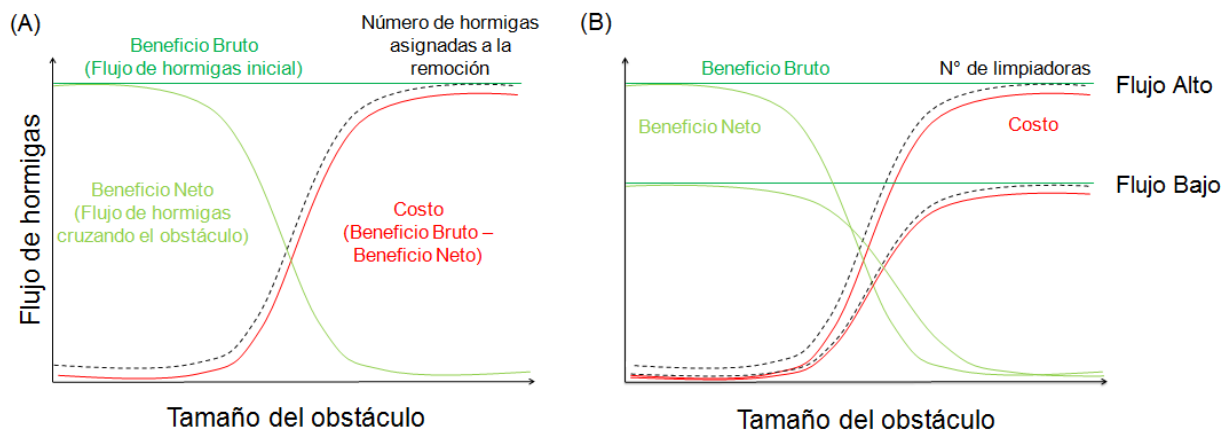 (A)
Beneficio Bruto
(Flujo de hormigas inicial)
Número de hormigas
asignadas a la
remoción
Flujo de hormigas
Beneficio Neto
(Flujo de hormigas
cruzando el obstáculo)
Costo
(Beneficio Bruto –
Beneficio Neto)
Tamaño del obstáculo
(B)
Beneficio Bruto
N° de limpiadoras
Flujo Alto
Beneficio Neto
Costo
Flujo Bajo
Tamaño del obstáculo